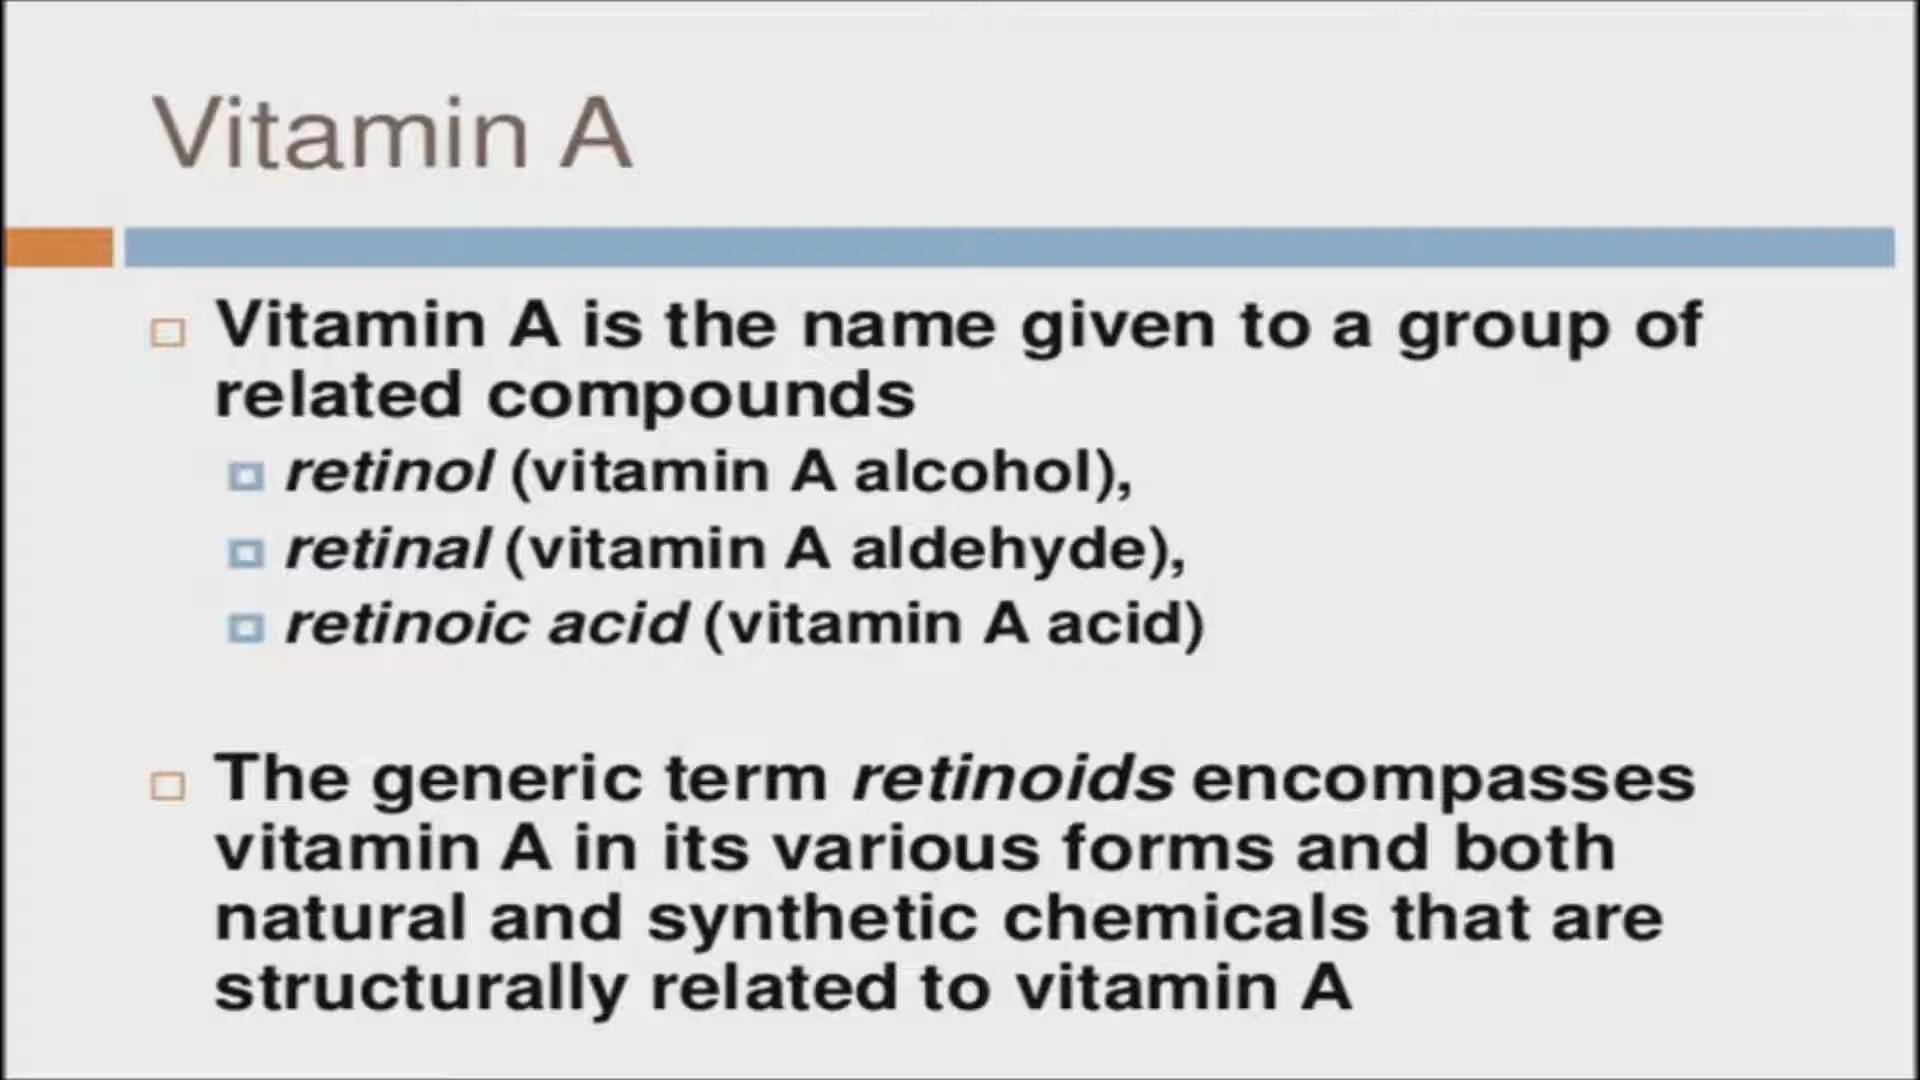 Vitamin A
Vitamin A is the name given to a group of
related compounds
retinol (vitamin A alcohol),
retinal (vitamin A aldehyde),
retinoic acid (vitamin A acid)
The generic term retinoids encompasses
vitamin A in its various forms and both
natural and synthetic chemicals that are
structurally related to vitamin A